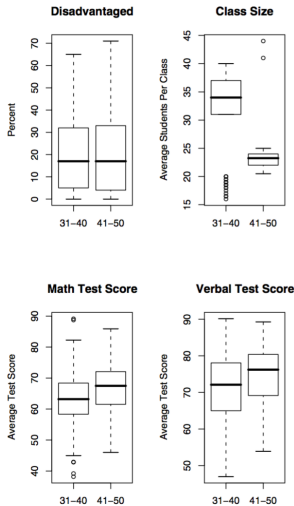 Disadvantaged
Percent
0 10 20 30 40 50 60 70
31–40 41–50
Class Size
Average Students Per Class
15 20 25 30 35 40 45
31–40 41–50
Math Test Score
Average Test Score
40 50 60 70 80 90
31–40 41–50
Verbal Test Score
Average Test Score
50 60 70 80 90
31–40 41–50